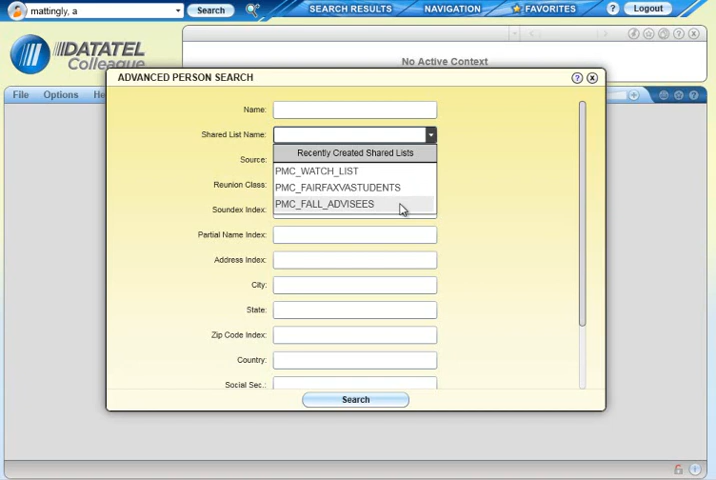 mattingly, a
Search
SEARCH RESULTS
NAVIGATION
FAVORITES
?
Logout
DATATEL
Colleague
No Active Context
File
Options
He
ADVANCED PERSON SEARCH
Name:
Shared List Name:
Recently Created Shared Lists
PMC_WATCH_LIST
PMC_FAIRFAXVASTUDENTS
PMC_FALL_ADVISEES
Source:
Reunion Class:
Soundex Index:
Partial Name Index:
Address Index:
City:
State:
Zip Code Index:
Country:
Social Sec.:
Search